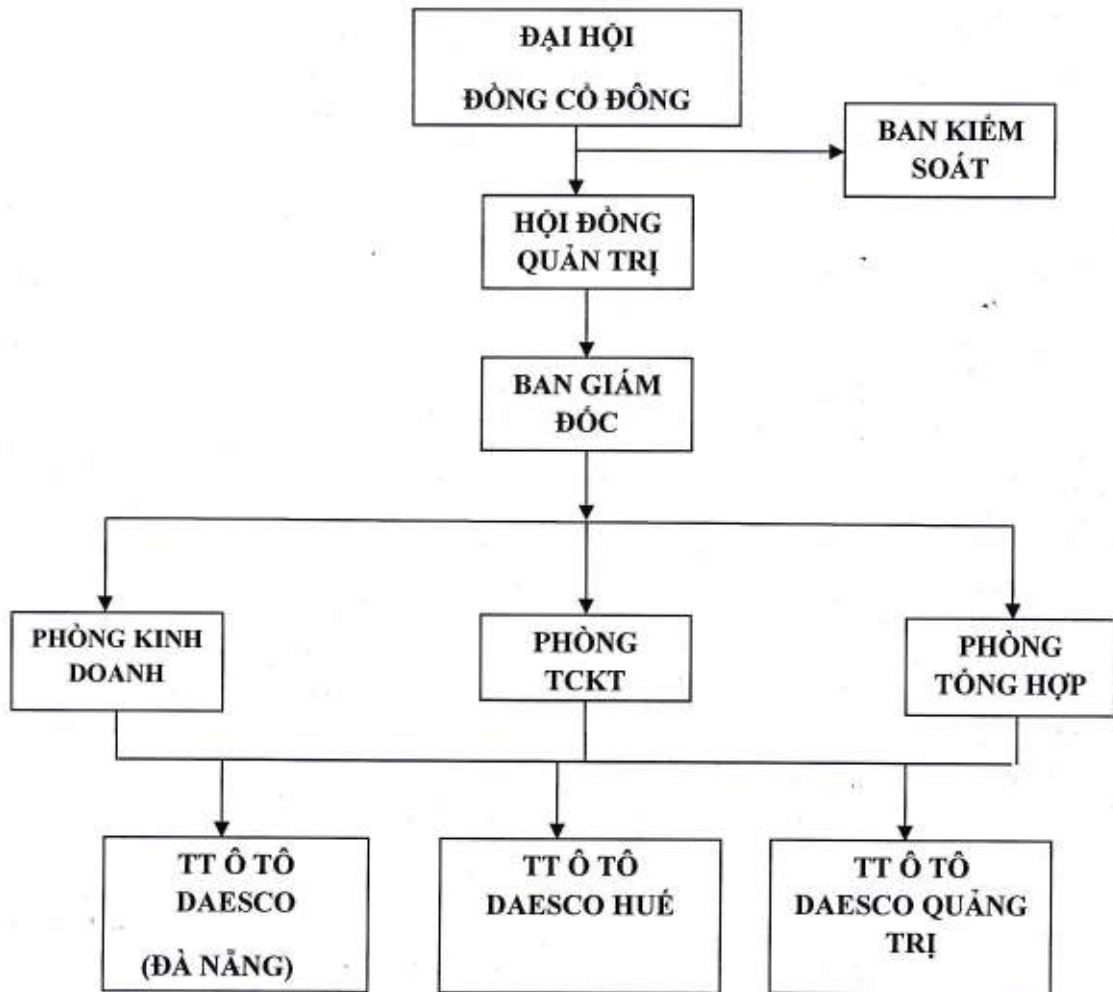 ĐẠI HỘI
ĐỒNG CỔ ĐÔNG
BAN KIỂM
SOÁT
HỘI ĐỒNG
QUẢN TRỊ
BAN GIÁM
ĐỐC
PHÒNG KINH
DOANH
PHÒNG
TCKT
PHÒNG
TỔNG HỢP
TT Ô TÔ
DAESCO
(ĐÀ NẴNG)
TT Ô TÔ
DAESCO HUẾ
TT Ô TÔ
DAESCO QUẢNG
TRỊ